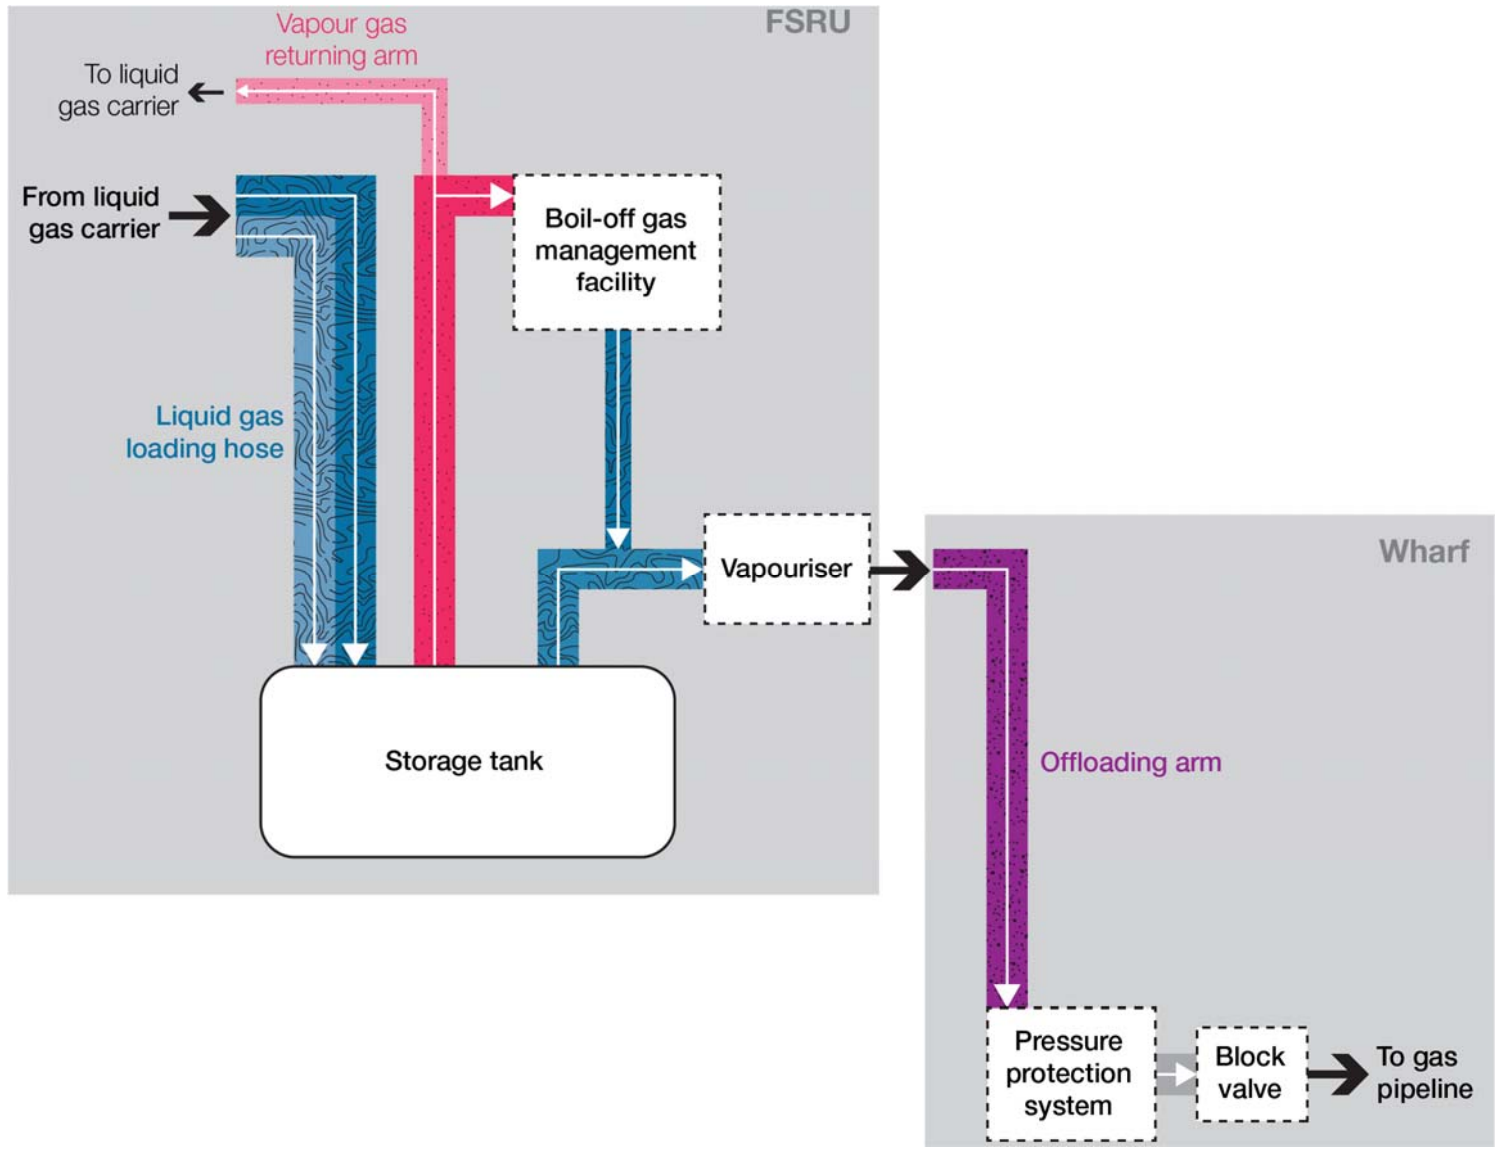 FSRU
Vapour gas
returning arm
To liquid
gas carrier
From liquid
gas carrier
Boil-off gas
management
facility
Liquid gas
loading hose
Vapouriser
Wharf
Storage tank
Offloading arm
Pressure
protection
system
Block
valve
To gas
pipeline